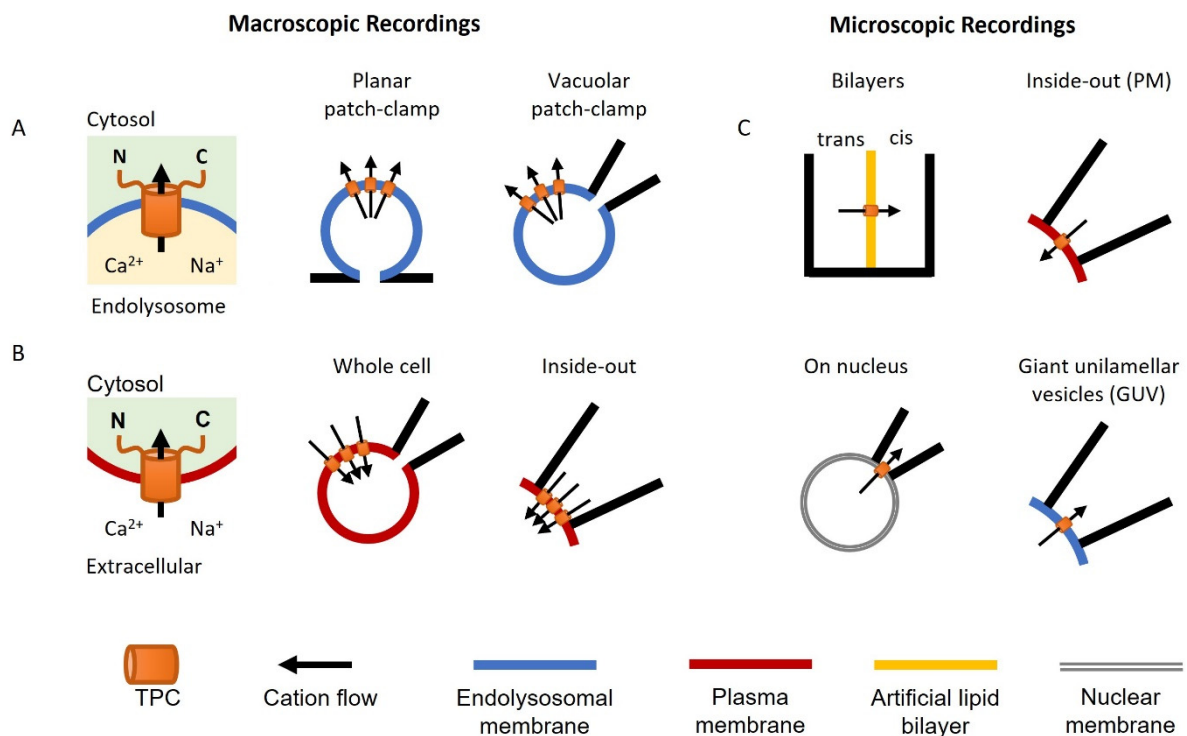 Macroscopic Recordings
Microscopic Recordings
A
Cytosol
N
C
Ca²⁺
Na⁺
Endolysosome
Planar
patch-clamp
Vacuolar
patch-clamp
C
Bilayers
trans
cis
Inside-out (PM)
B
Cytosol
N
C
Ca²⁺
Na⁺
Extracellular
Whole cell
Inside-out
On nucleus
Giant unilamellar
vesicles (GUV)
TPC
Cation flow
Endolysosomal
membrane
Plasma
membrane
Artificial lipid
bilayer
Nuclear
membrane